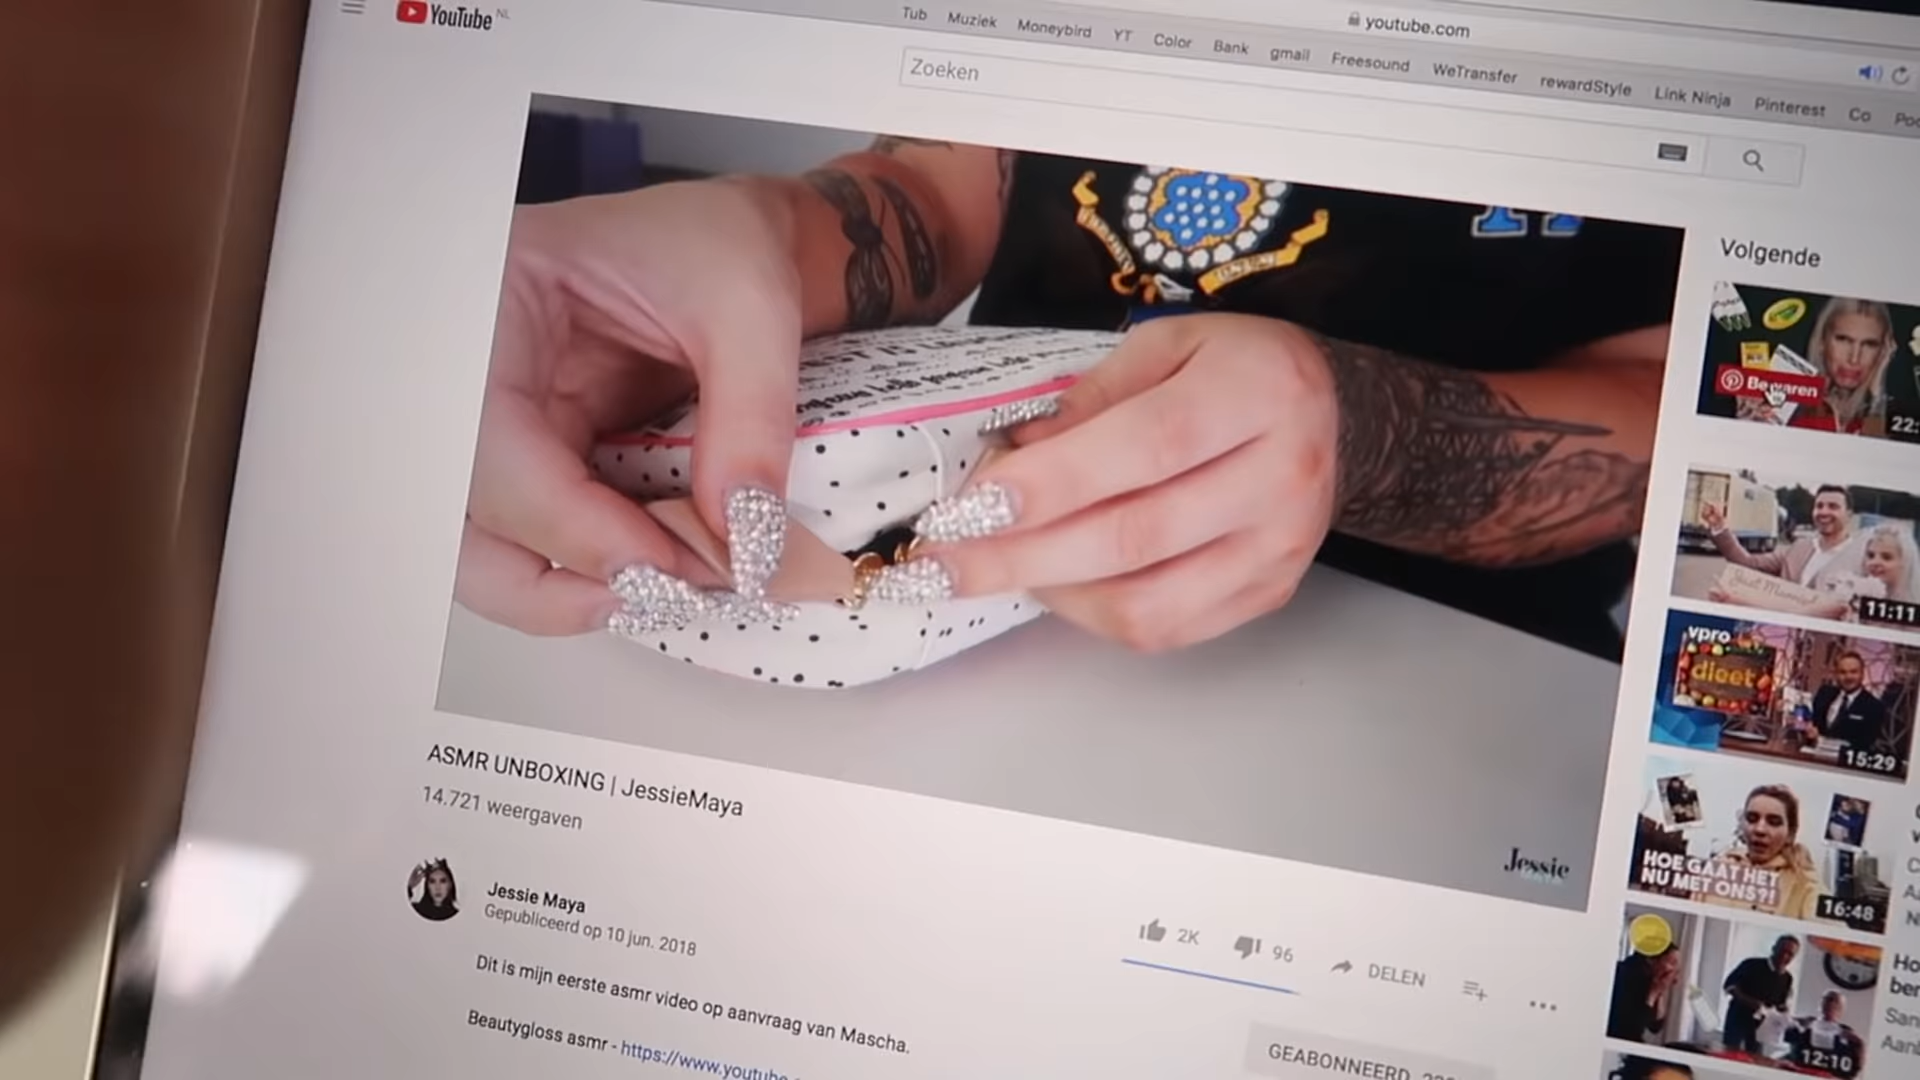 YouTube NL
youtube.com
Tub Muziek Moneybird YT Color Bank gmail Freesound WeTransfer rewardStyle Link Ninja Pinterest Co
Zoeken
Volgende
Bewaren
22:
Just Married
11:11
vpro
dieet
15:29
HOE GAAT HET
NU MET ONS?!
16:48
12:10
Jessie
ASMR UNBOXING | JessieMaya
14.721 weergaven
2K 96 DELEN
Jessie Maya
Gepubliceerd op 10 jun. 2018
Dit is mijn eerste asmr video op aanvraag van Mascha.
Beautygloss asmr - https://www.youtube.
GEABONNEERD